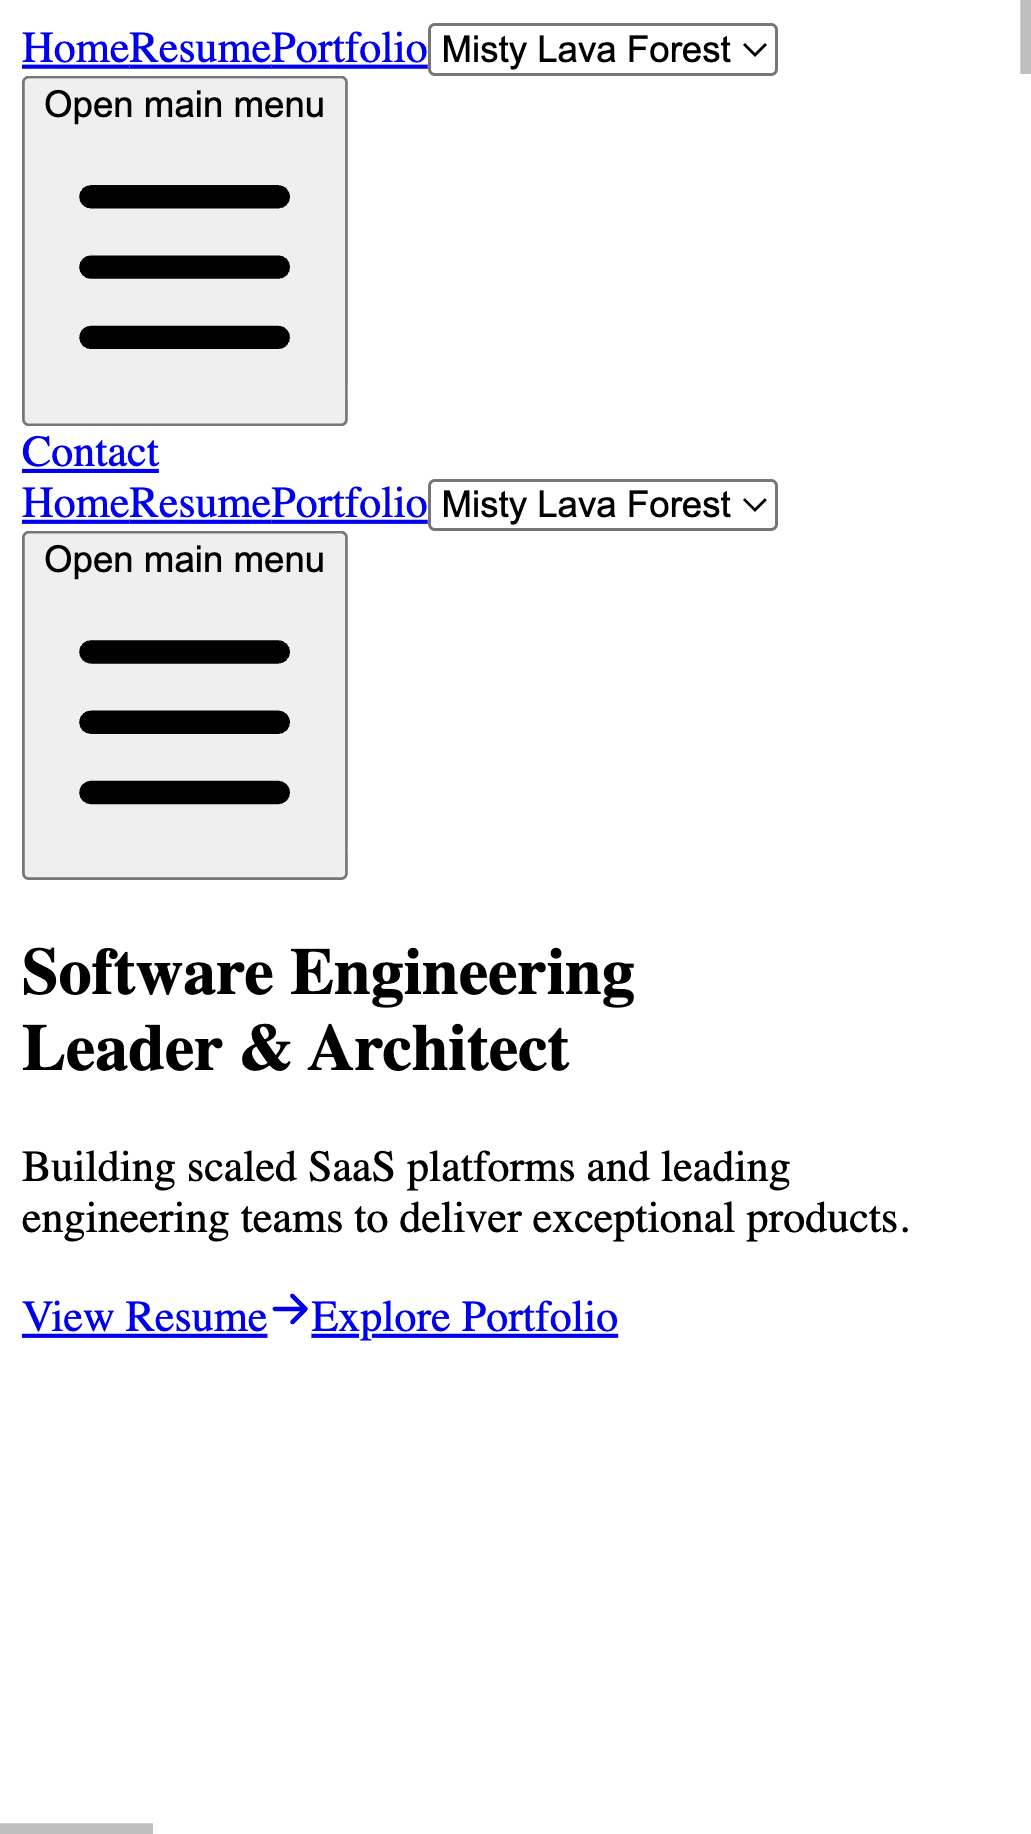 HomeResumePortfolio Misty Lava Forest
Open main menu
Contact
HomeResumePortfolio Misty Lava Forest
Open main menu
Software Engineering
Leader & Architect
Building scaled SaaS platforms and leading
engineering teams to deliver exceptional products.
View Resume→Explore Portfolio